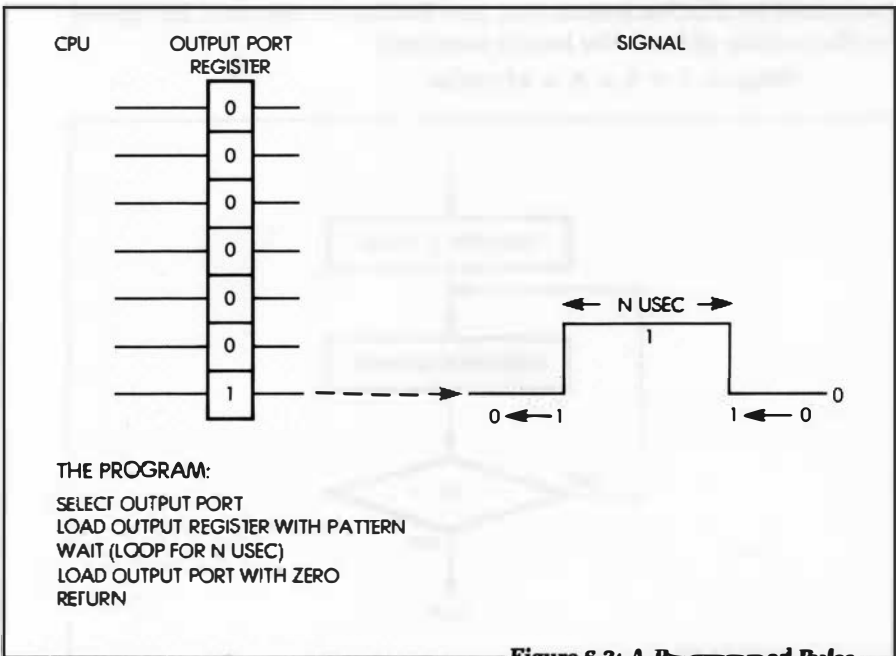 CPU
OUTPUT PORT
REGISTER
SIGNAL
0
0
0
0
0
0
1
← N USEC →
1
0
0 ← 1
1 ← 0
THE PROGRAM:
SELECT OUTPUT PORT
LOAD OUTPUT REGISTER WITH PATTERN
WAIT (LOOP FOR N USEC)
LOAD OUTPUT PORT WITH ZERO
RETURN
A Pulse